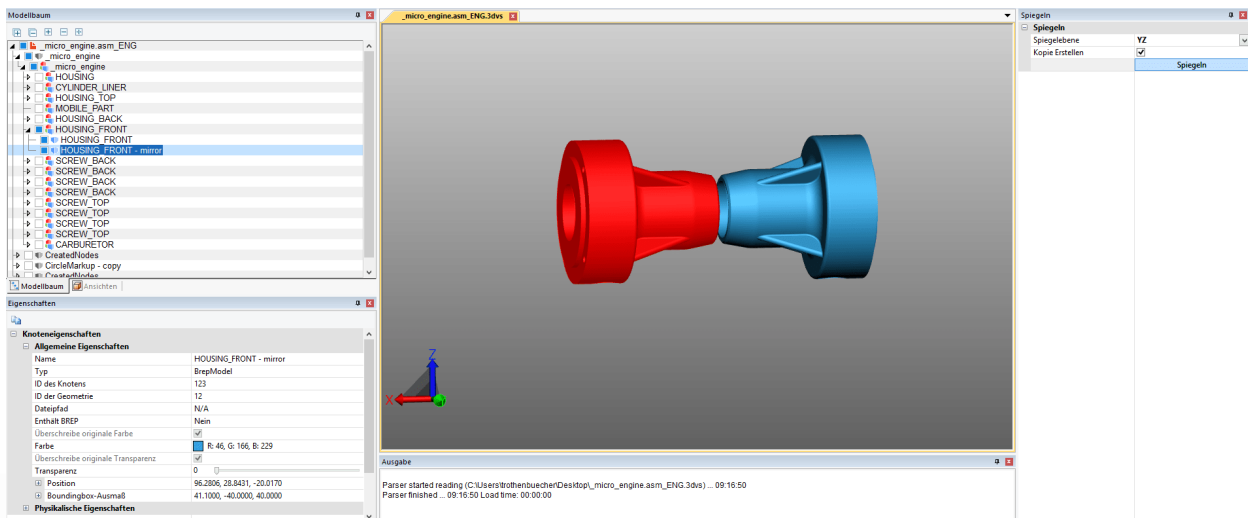 Modellbaum
_micro_engine.asm_ENG
_micro_engine
_micro_engine
HOUSING
CYLINDER_LINER
HOUSING_TOP
MOBILE_PART
HOUSING_BACK
HOUSING_FRONT
HOUSING_FRONT
HOUSING_FRONT - mirror
SCREW_BACK
SCREW_BACK
SCREW_BACK
SCREW_BACK
SCREW_TOP
SCREW_TOP
SCREW_TOP
SCREW_TOP
CARBURETOR
CreatedNodes
CircleMarkup - copy
CreatedNodes
Modellbaum Ansichten
Eigenschaften
Knoteneigenschaften
Allgemeine Eigenschaften
Name HOUSING_FRONT - mirror
Typ BrepModel
ID des Knotens 123
ID der Geometrie 12
Dateipfad N/A
Enthält BREP Nein
Überschreibe originale Farbe
Farbe R: 46, G: 166, B: 229
Überschreibe originale Transparenz
Transparenz 0
Position 96.2806, 28.8431, -20.0170
Boundingbox-Ausmaß 41.1000, -40.0000, 40.0000
Physikalische Eigenschaften
_micro_engine.asm_ENG.3dvs
Z
X
Ausgabe
Parser started reading (C:\Users\trothenbuecher\Desktop\_micro_engine.asm_ENG.3dvs) ... 09:16:50
Parser finished ... 09:16:50 Load time: 00:00:00
Spiegeln
Spiegeln
Spiegelebene YZ
Kopie Erstellen
Spiegeln